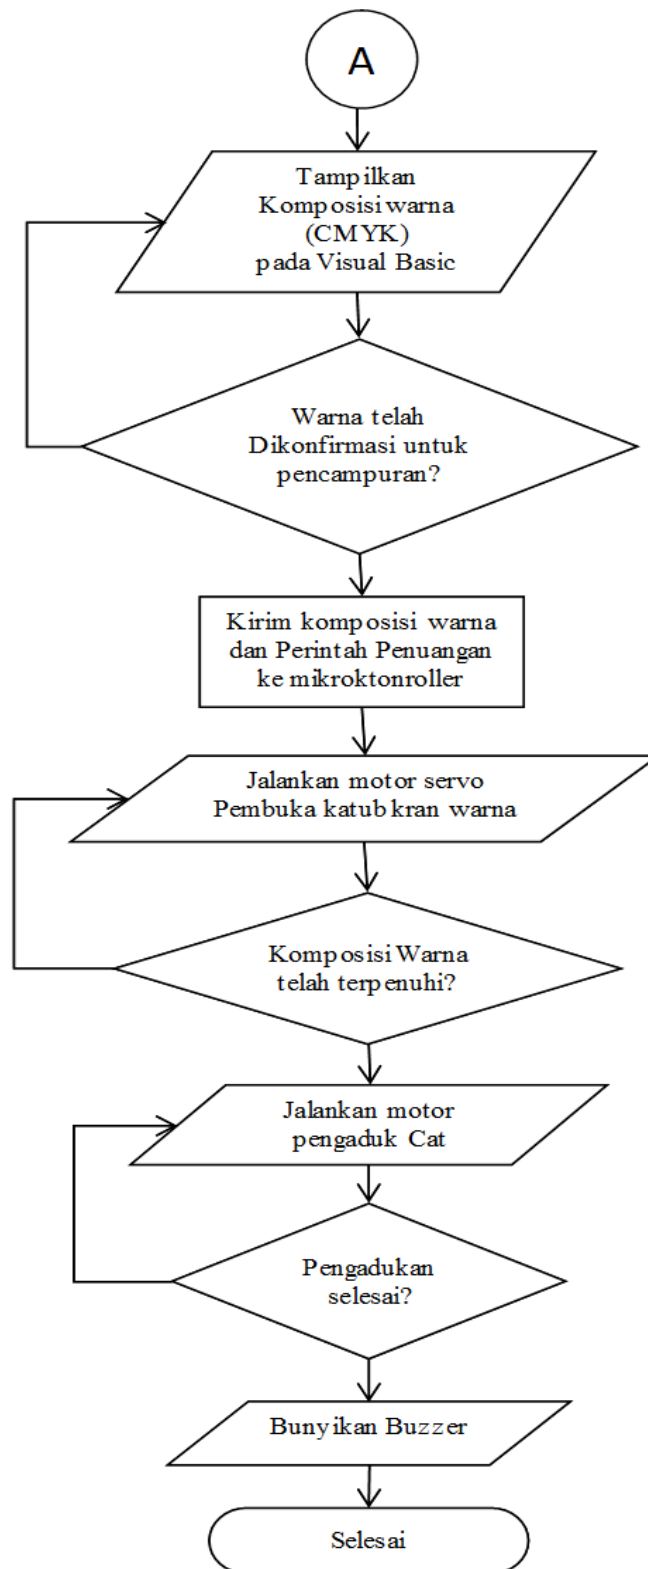 A
Tampilkan
Komposisi warna
(CMYK)
pada Visual Basic
Warna telah
Dikonfirmasi untuk
pencampuran?
Kirim komposisi warna
dan Perintah Penuangan
ke mikroktonroller
Jalankan motor servo
Pembuka katub kran warna
Komposisi Warna
telah terpenuhi?
Jalankan motor
pengaduk Cat
Pengadukan
selesai?
Bunyikan Buzzer
Selesai